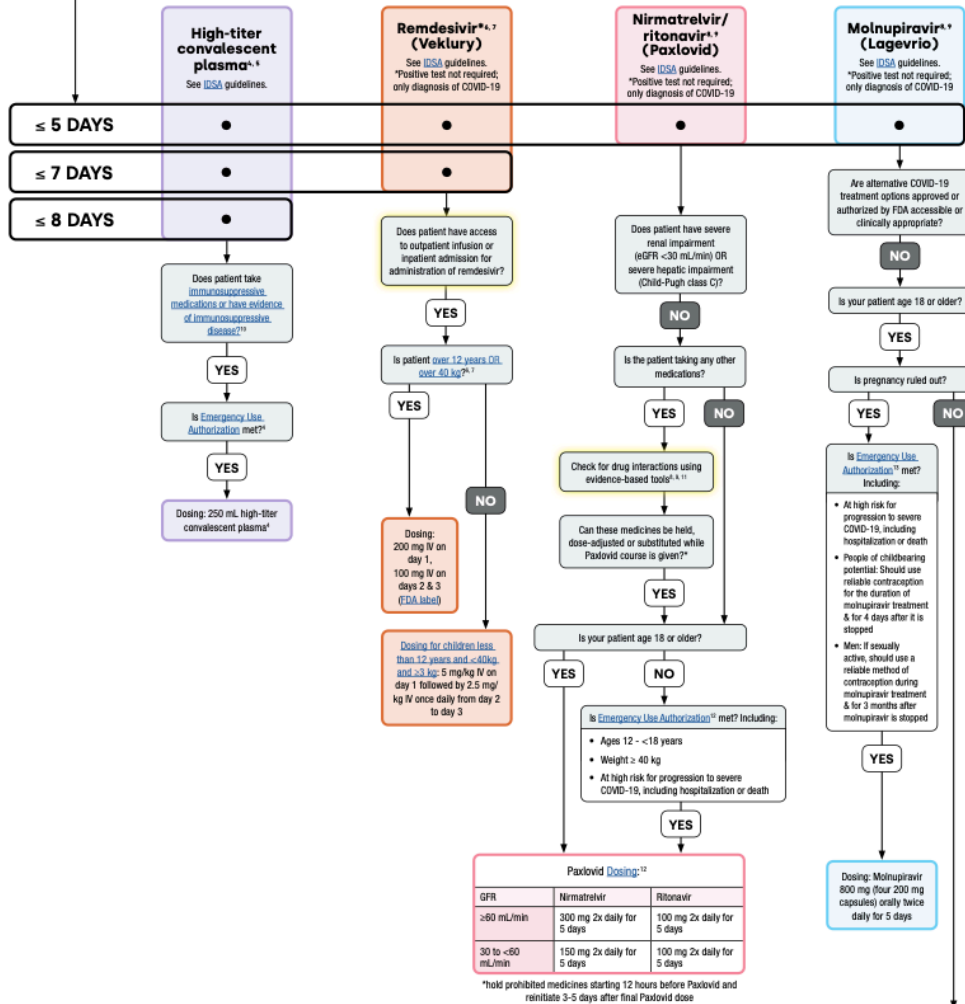 High-titer
convalescent
plasma⁴, ⁵
See IDSA guidelines.
Remdesivir*⁶, ⁷
(Veklury)
See IDSA guidelines.
*Positive test not required;
only diagnosis of COVID-19
Nirmatrelvir/
ritonavir⁸, ⁹
(Paxlovid)
See IDSA guidelines.
*Positive test not required;
only diagnosis of COVID-19
Molnupiravir⁸, ⁹
(Lagevrio)
See IDSA guidelines.
*Positive test not required;
only diagnosis of COVID-19
≤ 5 DAYS
≤ 7 DAYS
≤ 8 DAYS
Does patient take
immunosuppressive
medications or have evidence
of immunosuppressive
disease?¹⁰
YES
Is Emergency Use
Authorization met?⁴
YES
Dosing: 250 mL high-titer
convalescent plasma⁴
Does patient have access
to outpatient infusion or
inpatient admission for
administration of remdesivir?
YES
Is patient over 12 years OR
over 40 kg?⁶, ⁷
YES
NO
Dosing:
200 mg IV on
day 1,
100 mg IV on
days 2 & 3
(FDA label)
Dosing for children less
than 12 years and <40kg
and ≥3 kg: 5 mg/kg IV on
day 1 followed by 2.5 mg/
kg IV once daily from day 2
to day 3
Does patient have severe
renal impairment
(eGFR <30 mL/min) OR
severe hepatic impairment
(Child-Pugh class C)?
NO
Is the patient taking any other
medications?
YES
NO
Check for drug interactions using
evidence-based tools⁸, ⁹, ¹¹
Can these medicines be held,
dose-adjusted or substituted while
Paxlovid course is given?*
YES
Is your patient age 18 or older?
YES
NO
Is Emergency Use Authorization¹² met? Including:
• Ages 12 - <18 years
• Weight ≥ 40 kg
• At high risk for progression to severe
COVID-19, including hospitalization or death
YES
Paxlovid Dosing:¹²
GFR Nirmatrelvir Ritonavir
≥60 mL/min 300 mg 2x daily for 5 days 100 mg 2x daily for 5 days
30 to <60 mL/min 150 mg 2x daily for 5 days 100 mg 2x daily for 5 days
*hold prohibited medicines starting 12 hours before Paxlovid and
reinitiate 3-5 days after final Paxlovid dose
Are alternative COVID-19
treatment options approved or
authorized by FDA accessible or
clinically appropriate?
NO
Is your patient age 18 or older?
YES
Is pregnancy ruled out?
YES
NO
Is Emergency Use
Authorization¹³ met?
Including:
• At high risk for
progression to severe
COVID-19, including
hospitalization or death
• People of childbearing
potential: Should use
reliable contraception
for the duration of
molnupiravir treatment
& for 4 days after it is
stopped
• Men: If sexually
active, should use a
reliable method of
contraception during
molnupiravir treatment
& for 3 months after
molnupiravir is stopped
YES
Dosing: Molnupiravir
800 mg (four 200 mg
capsules) orally twice
daily for 5 days